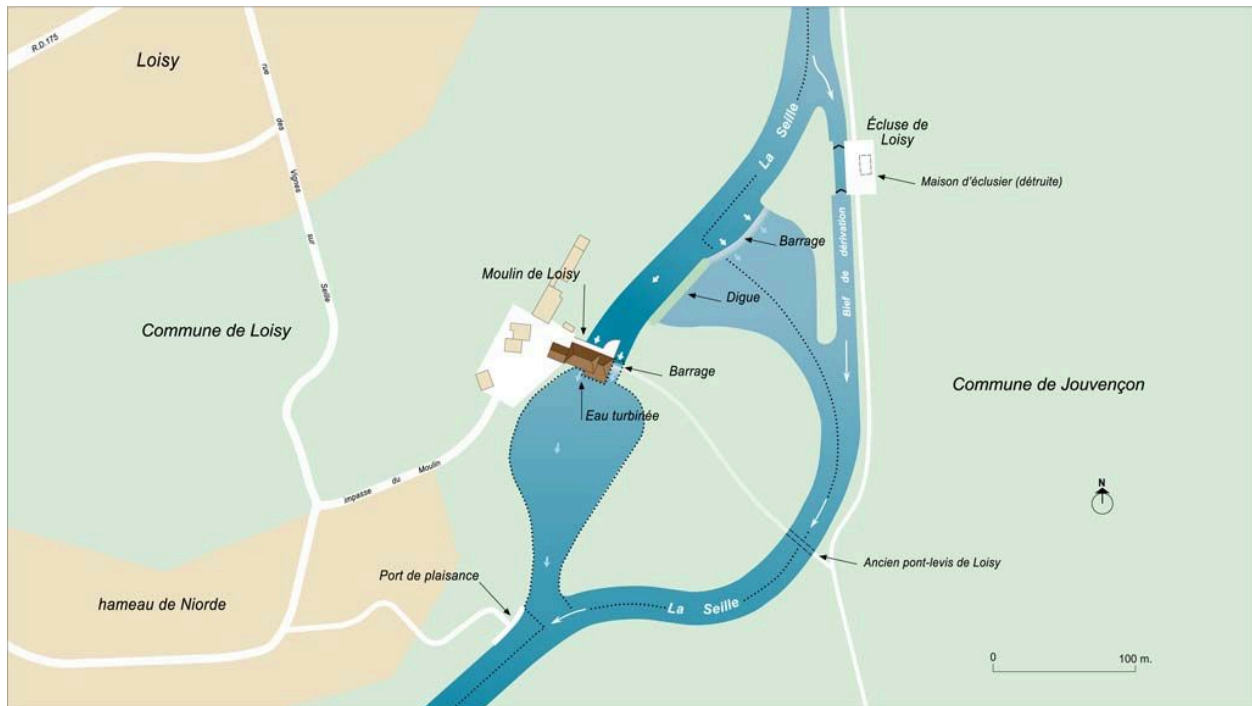 R.D.175
Loisy
rue des Vignes sur Seille
La Seille
Écluse de
Loisy
Maison d'éclusier (détruite)
Barrage
Bief de dérivation
Moulin de Loisy
Digue
Commune de Loisy
Barrage
Commune de Jouvençon
Eau turbinée
Impasse du Moulin
N
Ancien pont-levis de Loisy
Port de plaisance
hameau de Niorde
La Seille
0 100 m.